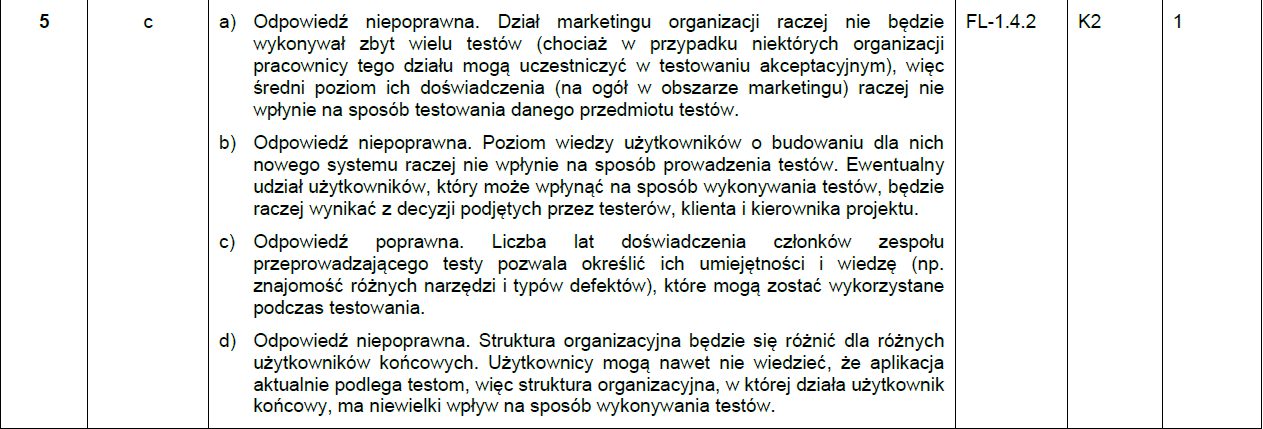 5 c a) Odpowiedź niepoprawna. Dział marketingu organizacji raczej nie będzie FL-1.4.2 K2 1
wykonywał zbyt wielu testów (chociaż w przypadku niektórych organizacji
pracownicy tego działu mogą uczestniczyć w testowaniu akceptacyjnym), więc
średni poziom ich doświadczenia (na ogół w obszarze marketingu) raczej nie
wpłynie na sposób testowania danego przedmiotu testów.
b) Odpowiedź niepoprawna. Poziom wiedzy użytkowników o budowaniu dla nich
nowego systemu raczej nie wpłynie na sposób prowadzenia testów. Ewentualny
udział użytkowników, który może wpłynąć na sposób wykonywania testów, będzie
raczej wynikać z decyzji podjętych przez testerów, klienta i kierownika projektu.
c) Odpowiedź poprawna. Liczba lat doświadczenia członków zespołu
przeprowadzającego testy pozwala określić ich umiejętności i wiedzę (np.
znajomość różnych narzędzi i typów defektów), które mogą zostać wykorzystane
podczas testowania.
d) Odpowiedź niepoprawna. Struktura organizacyjna będzie się różnić dla różnych
użytkowników końcowych. Użytkownicy mogą nawet nie wiedzieć, że aplikacja
aktualnie podlega testom, więc struktura organizacyjna, w której działa użytkownik
końcowy, ma niewielki wpływ na sposób wykonywania testów.